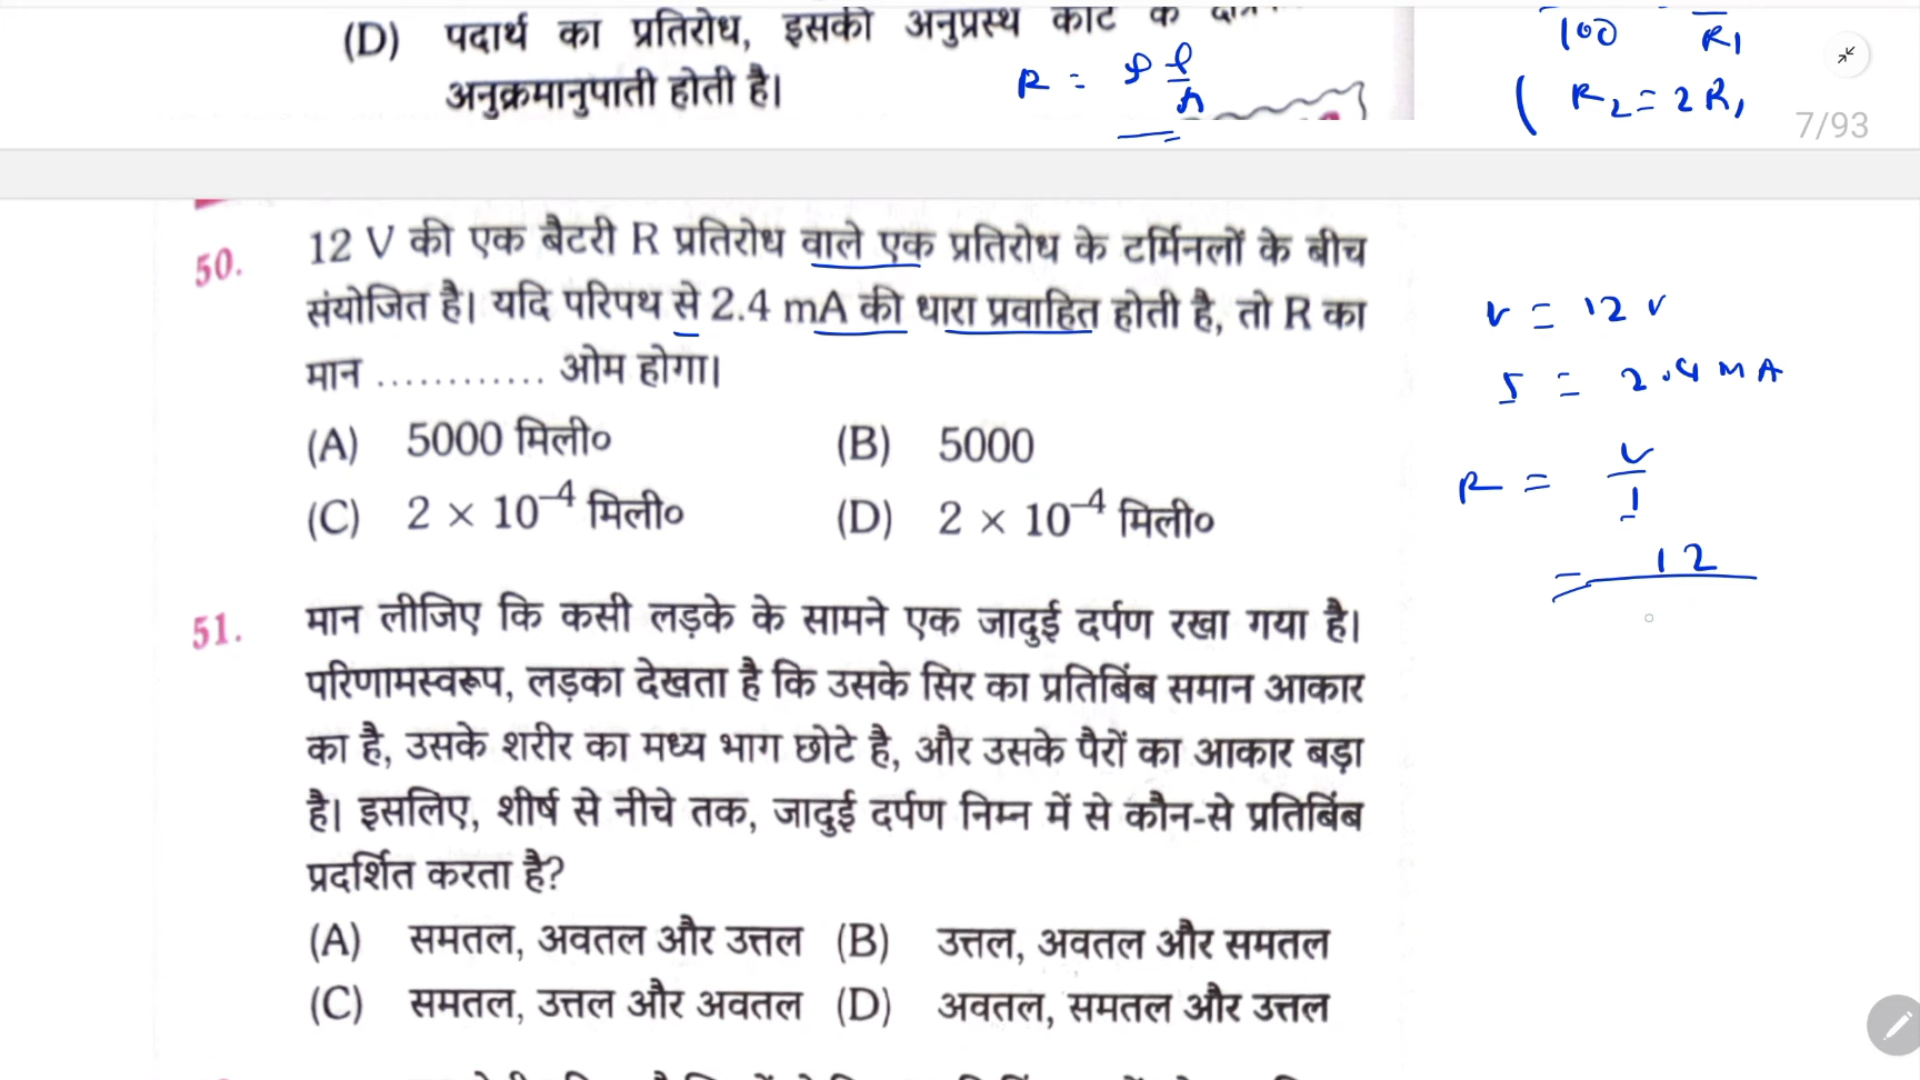 (D) पदार्थ का प्रतिरोध, इसकी अनुप्रस्थ काट के
अनुक्रमानुपाती होती है।
R = ρ l/A
100 R1
( R2 = 2 R1
7/93
50. 12 V की एक बैटरी R प्रतिरोध वाले एक प्रतिरोध के टर्मिनलों के बीच
संयोजित है। यदि परिपथ से 2.4 mA की धारा प्रवाहित होती है, तो R का
मान ............ ओम होगा।
(A) 5000 मिली० (B) 5000
(C) 2 × 10⁻⁴ मिली० (D) 2 × 10⁻⁴ मिली०
V = 12 V
I = 2.4 mA
R = V/I
= 12
51. मान लीजिए कि कसी लड़के के सामने एक जादुई दर्पण रखा गया है।
परिणामस्वरूप, लड़का देखता है कि उसके सिर का प्रतिबिंब समान आकार
का है, उसके शरीर का मध्य भाग छोटे है, और उसके पैरों का आकार बड़ा
है। इसलिए, शीर्ष से नीचे तक, जादुई दर्पण निम्न में से कौन-से प्रतिबिंब
प्रदर्शित करता है?
(A) समतल, अवतल और उत्तल (B) उत्तल, अवतल और समतल
(C) समतल, उत्तल और अवतल (D) अवतल, समतल और उत्तल